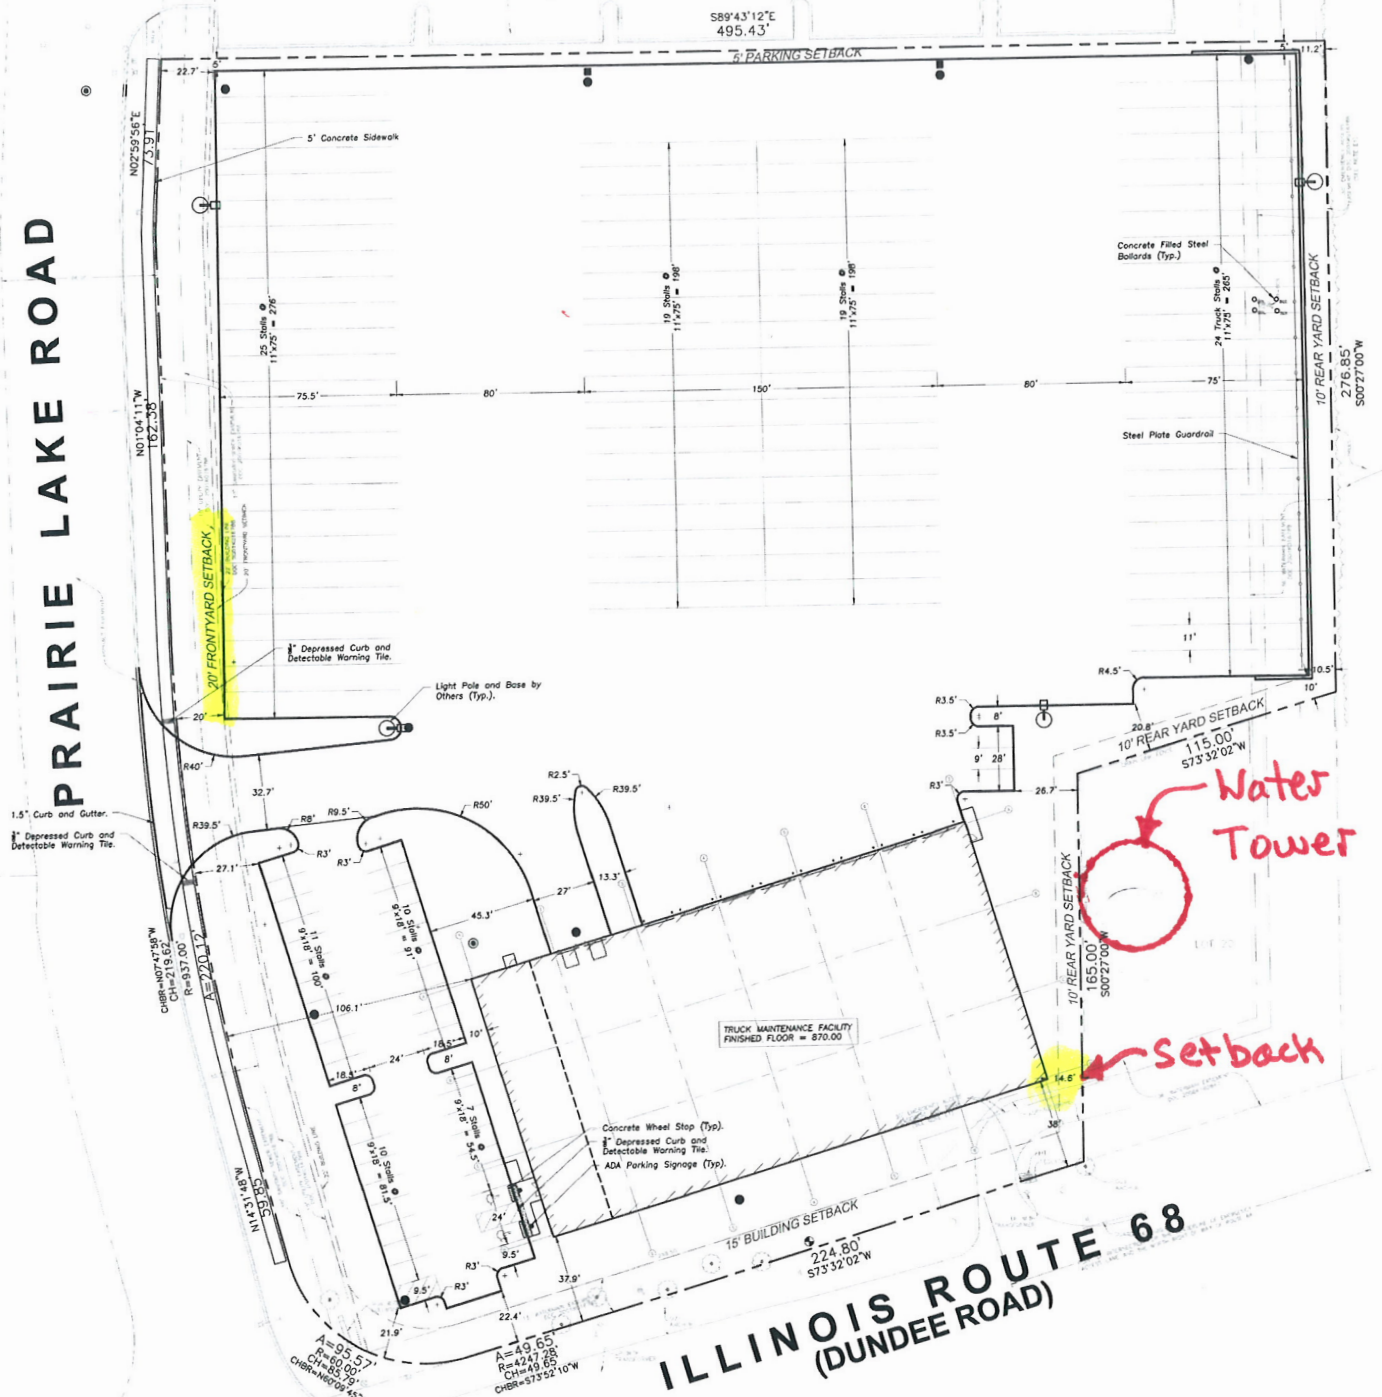 S89°43'12"E
495.43'
5' PARKING SETBACK
5'
11.2'
22.7'
5'
N02°59'56"E
73.91
5' Concrete Sidewalk
PRAIRIE LAKE ROAD
N01°04'11"W
162.38
25 Stalls @
11'x75' = 276'
19 Stalls @
11'x75' = 198'
19 Stalls @
11'x75' = 198'
24 Truck Stalls @
11'x75' = 265'
Concrete Filled Steel
Bollards (Typ.)
10' REAR YARD SETBACK
276.85'
S00°27'00"W
75.5'
80'
150'
80'
75'
Steel Plate Guardrail
20' FRONTYARD SETBACK
20' FRONTYARD SETBACK
Depressed Curb and
Detectable Warning Tile.
20'
Light Pole and Base by
Others (Typ.).
11'
R4.5'
10.5'
10'
R3.5'
8'
R3.5'
9'
28'
20.8'
10' REAR YARD SETBACK
115.00'
S73°32'02"W
R40'
32.7'
R2.5'
R39.5'
R39.5'
R3'
26.7'
Water
Tower
1.5" Curb and Gutter.
Depressed Curb and
Detectable Warning Tile.
R39.5'
R8'
R9.5'
R50'
R3'
R3'
27.1'
27'
13.3'
45.3'
10 Stalls @
9'x18' = 91'
11 Stalls @
9'x18' = 100'
10' REAR YARD SETBACK
165.00'
S00°27'00"W
CHBR=N07°47'58"W
CH=219.62'
R=937.00'
A=220.12'
106.1'
10'
TRUCK MAINTENANCE FACILITY
FINISHED FLOOR = 870.00
Setback
14.6'
18.5'
24'
18.5'
8'
8'
7 Stalls @
9'x18' = 54.5'
10 Stalls @
9'x18' = 81.5'
Concrete Wheel Stop (Typ).
Depressed Curb and
Detectable Warning Tile.
ADA Parking Signage (Typ).
38'
N14°31'48"W
59.85
24'
9.5'
15' BUILDING SETBACK
224.80'
S73°32'02"W
R3'
9.5'
R3'
37.9'
22.4'
21.9'
ILLINOIS ROUTE 68
(DUNDEE ROAD)
A=95.57'
R=60.00'
CH=85.79'
A=49.65'
R=4247.28'
CH=49.65'
CHBR=S73°52'10"W